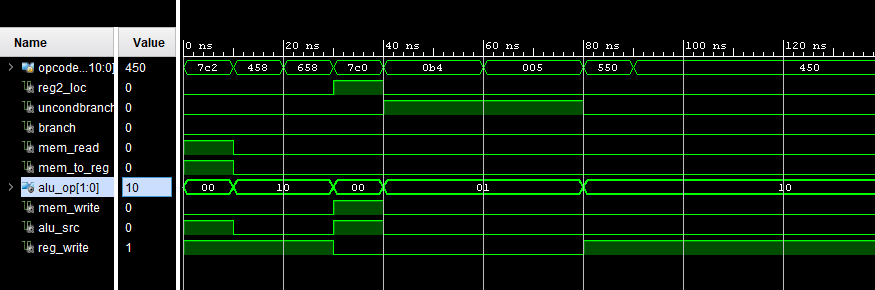 0 ns 20 ns 40 ns 60 ns 80 ns 100 ns 120 ns
Name Value
opcode...10:0] 450 7c2 458 658 7c0 0b4 005 550 450
reg2_loc 0
uncondbranch 0
branch 0
mem_read 0
mem_to_reg 0
alu_op[1:0] 10 00 10 00 01 10
mem_write 0
alu_src 0
reg_write 1